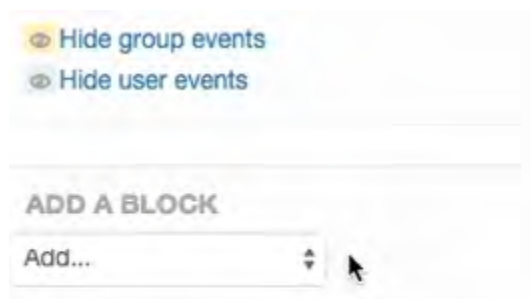 Hide group events
Hide user events
ADD A BLOCK
Add...